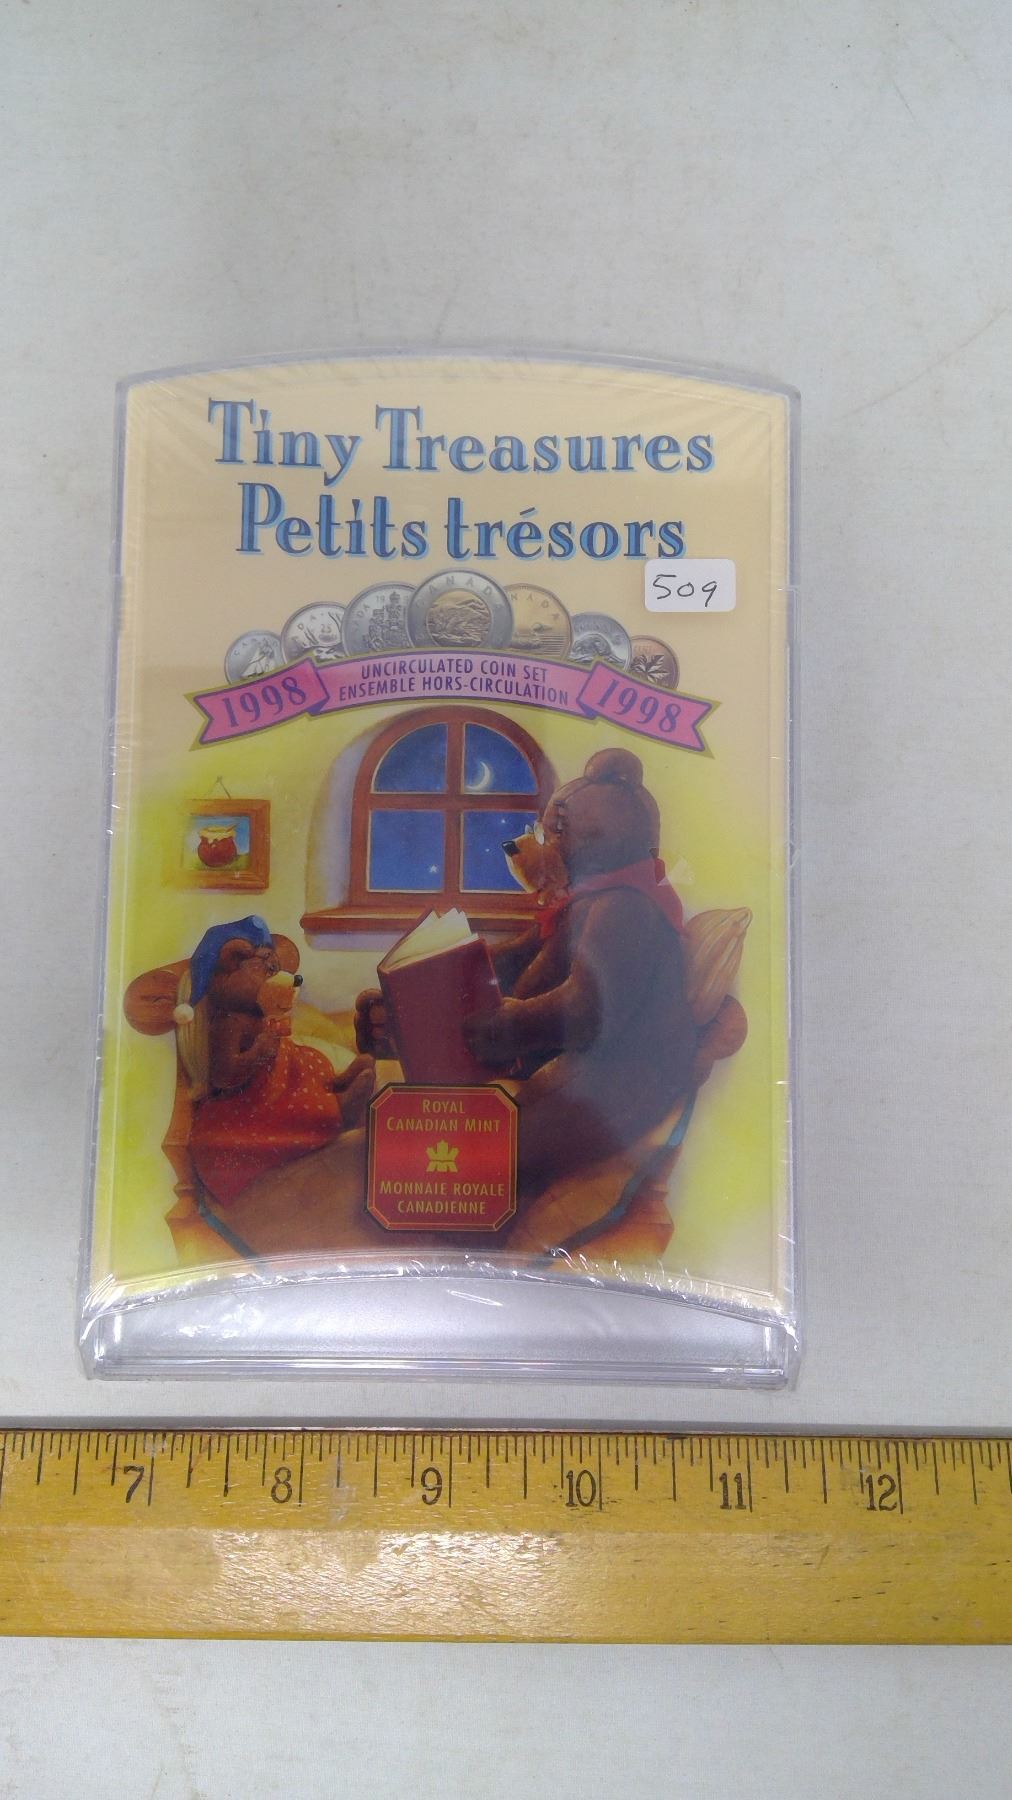 Tiny Treasures
Petits trésors
509
CANADA
UNCIRCULATED COIN SET
ENSEMBLE HORS-CIRCULATION
1998
1998
ROYAL
CANADIAN MINT
MONNAIE ROYALE
CANADIENNE
7 8 9 10 11 12